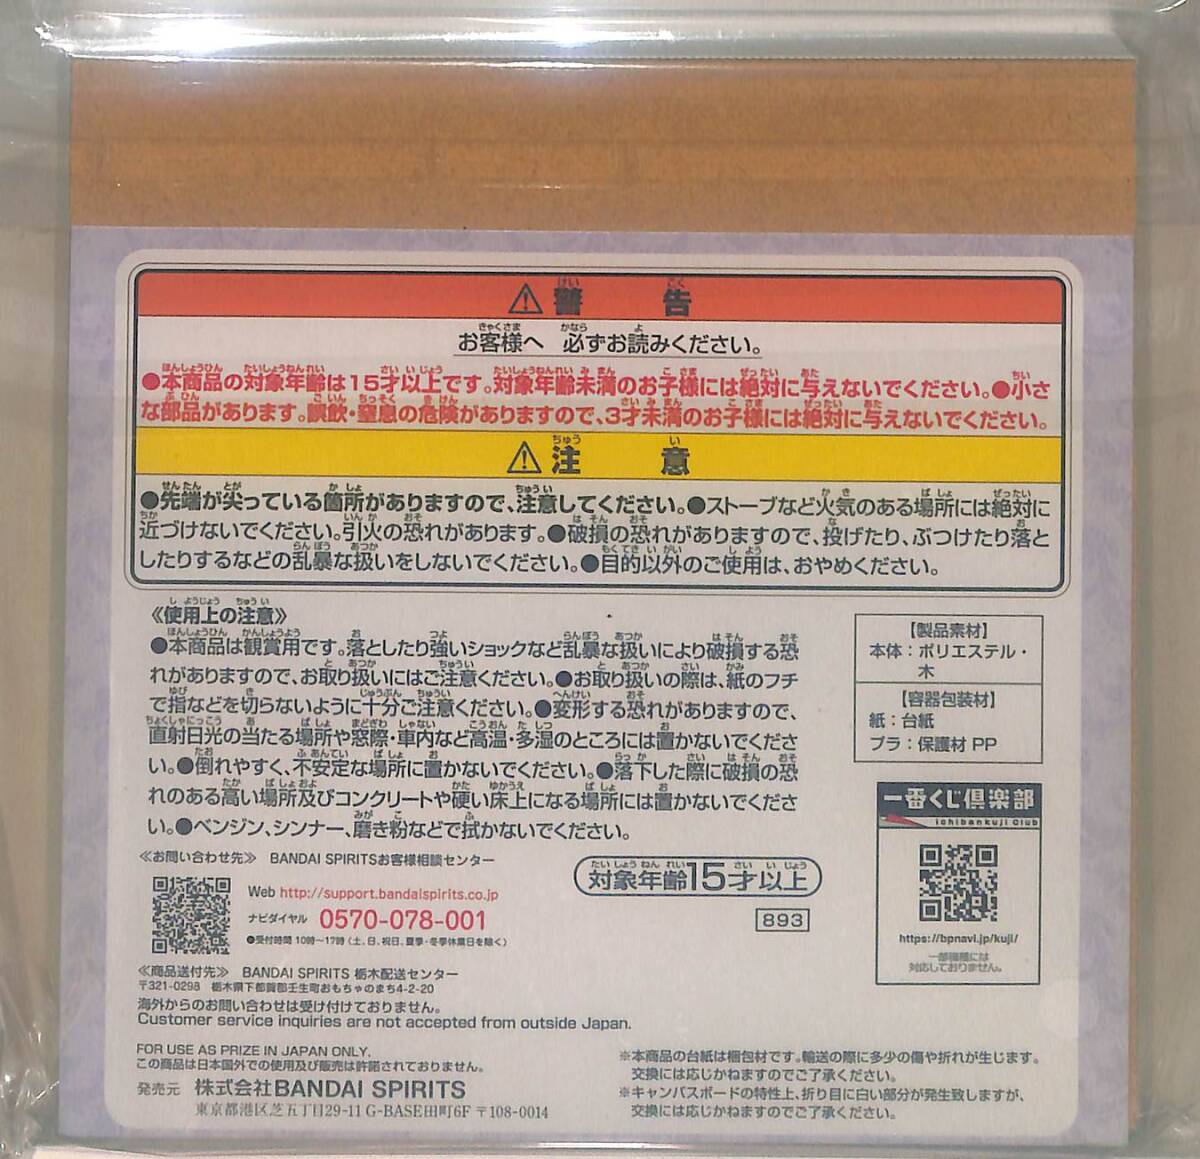 ⚠警告
お客様へ 必ずお読みください。
●本商品の対象年齢は15才以上です。対象年齢未満のお子様には絶対に与えないでください。●小さ
な部品があります。誤飲・窒息の危険がありますので、3才未満のお子様には絶対に与えないでください。
⚠注意
●先端が尖っている箇所がありますので、注意してください。●ストーブなど火気のある場所には絶対に
近づけないでください。引火の恐れがあります。●破損の恐れがありますので、投げたり、ぶつけたり落と
したりするなどの乱暴な扱いをしないでください。●目的以外のご使用は、おやめください。
《使用上の注意》
●本商品は観賞用です。落としたり強いショックなど乱暴な扱いにより破損する恐
れがありますので、お取り扱いにはご注意ください。●お取り扱いの際は、紙のフチ
で指などを切らないように十分ご注意ください。●変形する恐れがありますので、
直射日光の当たる場所や窓際・車内など高温・多湿のところには置かないでくださ
い。●倒れやすく、不安定な場所に置かないでください。●落下した際に破損の恐
れのある高い場所及びコンクリートや硬い床上になる場所には置かないでくださ
い。●ベンジン、シンナー、磨き粉などで拭かないでください。
【製品素材】
本体：ポリエステル・
木
【容器包装材】
紙：台紙
プラ：保護材 PP
一番くじ倶楽部
ichibankuji Club
https://bpnavi.jp/kuji/
一部機種には
対応しておりません。
≪お問い合わせ先≫ BANDAI SPIRITSお客様相談センター
Web http://support.bandaispirits.co.jp
ナビダイヤル 0570-078-001
●受付時間 10時〜17時（土、日、祝日、夏季・冬季休業日を除く）
対象年齢15才以上
893
≪商品送付先≫ BANDAI SPIRITS 栃木配送センター
〒321-0298 栃木県下都賀郡壬生町おもちゃのまち4-2-20
海外からのお問い合わせは受け付けておりません。
Customer service inquiries are not accepted from outside Japan.
FOR USE AS PRIZE IN JAPAN ONLY.
この商品は日本国外での使用及び販売は許諾されておりません。
発売元 株式会社BANDAI SPIRITS
東京都港区芝五丁目29-11 G-BASE田町6F 〒108-0014
※本商品の台紙は梱包材です。輸送の際に多少の傷や折れが生じます。
交換には応じかねますのでご了承ください。
※キャンバスボードの特性上、折り目に白い部分が発生致しますが、
交換には応じかねますのでご了承ください。